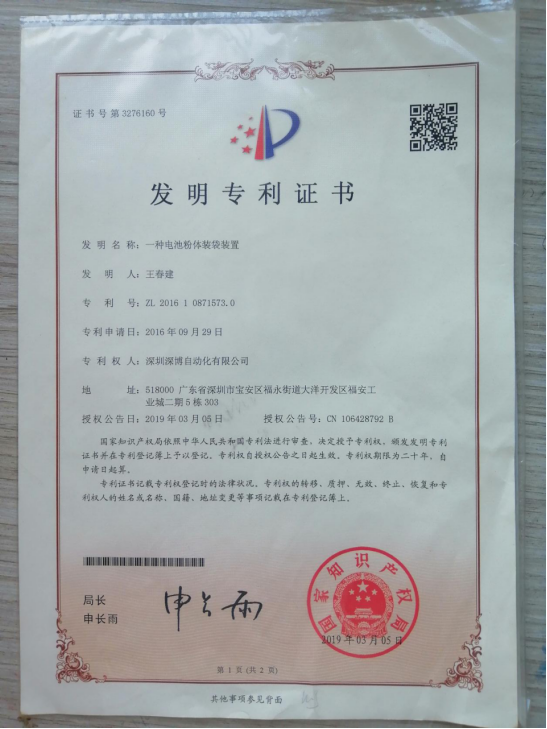 证书号第3276160号
发明专利证书
发明名称：一种电池粉体装袋装置
发明人：王春建
专利号：ZL 2016 1 0871573.0
专利申请日：2016年09月29日
专利权人：深圳深博自动化有限公司
地址：518000 广东省深圳市宝安区福永街道大洋开发区福安工
业城二期5栋303
授权公告日：2019年03月05日 授权公告号：CN 106428792 B
国家知识产权局依照中华人民共和国专利法进行审查，决定授予专利权，颁发发明专利
证书并在专利登记簿上予以登记。专利权自授权公告之日起生效。专利权期限为二十年，自
申请日起算。
专利证书记载专利权登记时的法律状况。专利权的转移、质押、无效、终止、恢复和专
利权人的姓名或名称、国籍、地址变更等事项记载在专利登记簿上。
局长
申长雨
申长雨
国家知识产权局
2019年03月05日
第1页(共2页)
其他事项参见背面